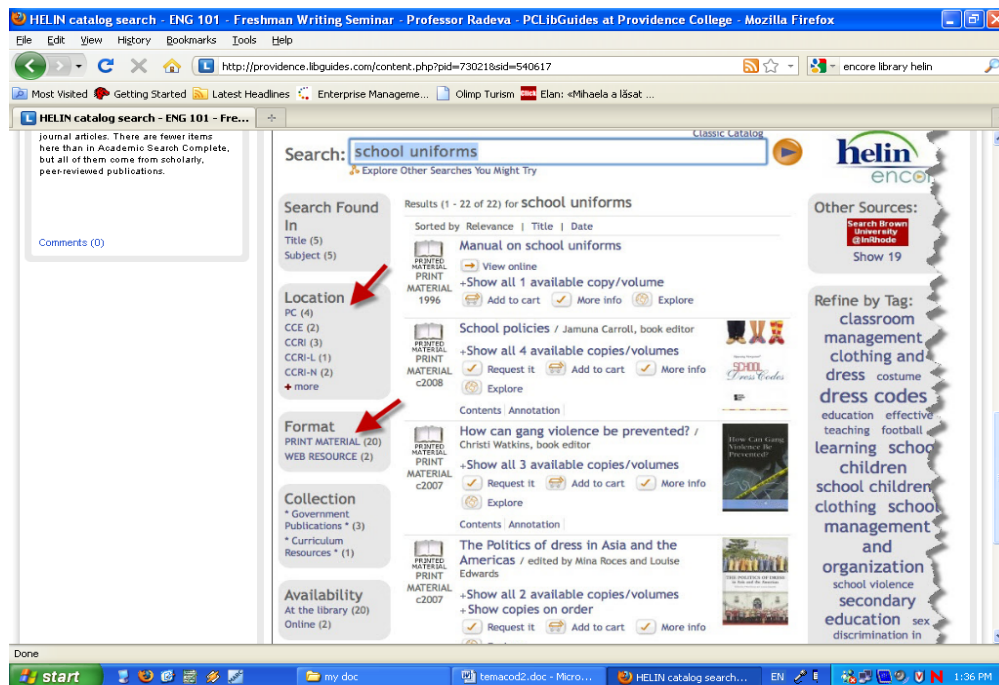 HELIN catalog search - ENG 101 - Freshman Writing Seminar - Professor Radeva - PCLibGuides at Providence College - Mozilla Firefox
File Edit View History Bookmarks Tools Help
http://providence.libguides.com/content.php?pid=73021&sid=540617
encore library helin
Most Visited Getting Started Latest Headlines Enterprise Manageme... Olimp Turism Elan: «Mihaela a lăsat ...
HELIN catalog search - ENG 101 - Fre...
journal articles. There are fewer items
here than in Academic Search Complete,
but all of them come from scholarly,
peer-reviewed publications.
Comments (0)
Classic Catalog
Search: school uniforms
Explore Other Searches You Might Try
helin
Search Found
In
Title (5)
Subject (5)
Location
PC (4)
CCE (2)
CCRI (3)
CCRI-L (1)
CCRI-N (2)
+ more
Format
PRINT MATERIAL (20)
WEB RESOURCE (2)
Collection
* Government
Publications * (3)
* Curriculum
Resources * (1)
Availability
At the library (20)
Online (2)
Results (1 - 22 of 22) for school uniforms
Sorted by Relevance | Title | Date
PRINTED
MATERIAL
PRINT
MATERIAL
1996
Manual on school uniforms
View online
+Show all 1 available copy/volume
Add to cart More info Explore
PRINTED
MATERIAL
PRINT
MATERIAL
c2008
School policies / Jamuna Carroll, book editor
+Show all 4 available copies/volumes
Request it Add to cart More info
Explore
Contents Annotation
SCHOOL
Dress Codes
PRINTED
MATERIAL
PRINT
MATERIAL
c2007
How can gang violence be prevented? /
Christi Watkins, book editor
+Show all 3 available copies/volumes
Request it Add to cart More info
Explore
Contents Annotation
How Can Gang
Violence Be
Prevented?
PRINTED
MATERIAL
PRINT
MATERIAL
c2007
The Politics of dress in Asia and the
Americas / edited by Mina Roces and Louise
Edwards
+Show all 2 available copies/volumes
+Show copies on order
Request it Add to cart More info
THE POLITICS OF DRESS
Other Sources:
Search Brown
University
@InRhode
Show 19
Refine by Tag:
classroom
management
clothing and
dress costume
dress codes
education effective
teaching football
learning school
children
school children
clothing school
management
and
organization
school violence
secondary
education sex
discrimination in
Done
start
my doc
temacod2.doc - Micro...
HELIN catalog search...
EN
1:36 PM